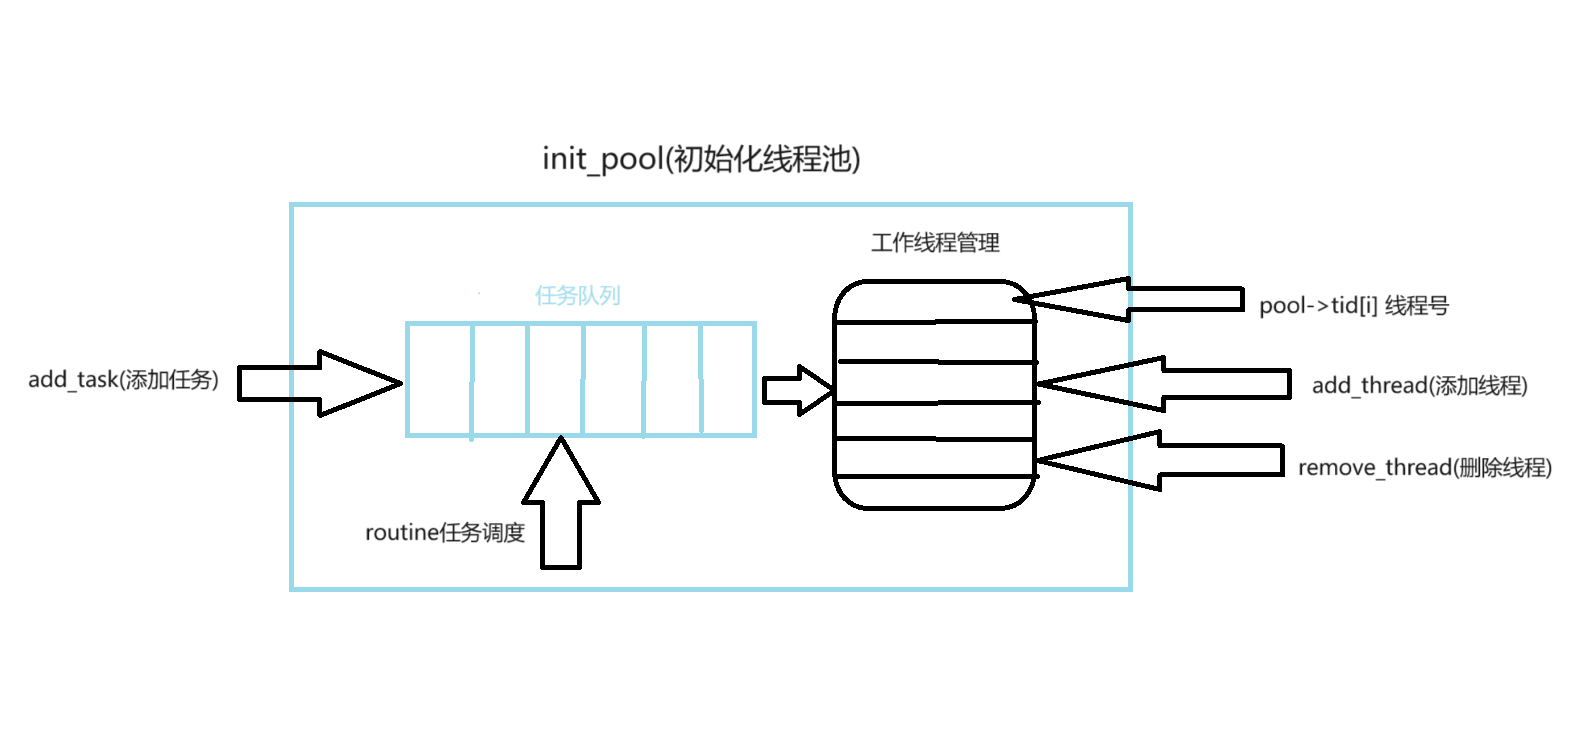 init_pool(初始化线程池)
工作线程管理
任务队列
pool->tid[i] 线程号
add_task(添加任务)
add_thread(添加线程)
remove_thread(删除线程)
routine任务调度